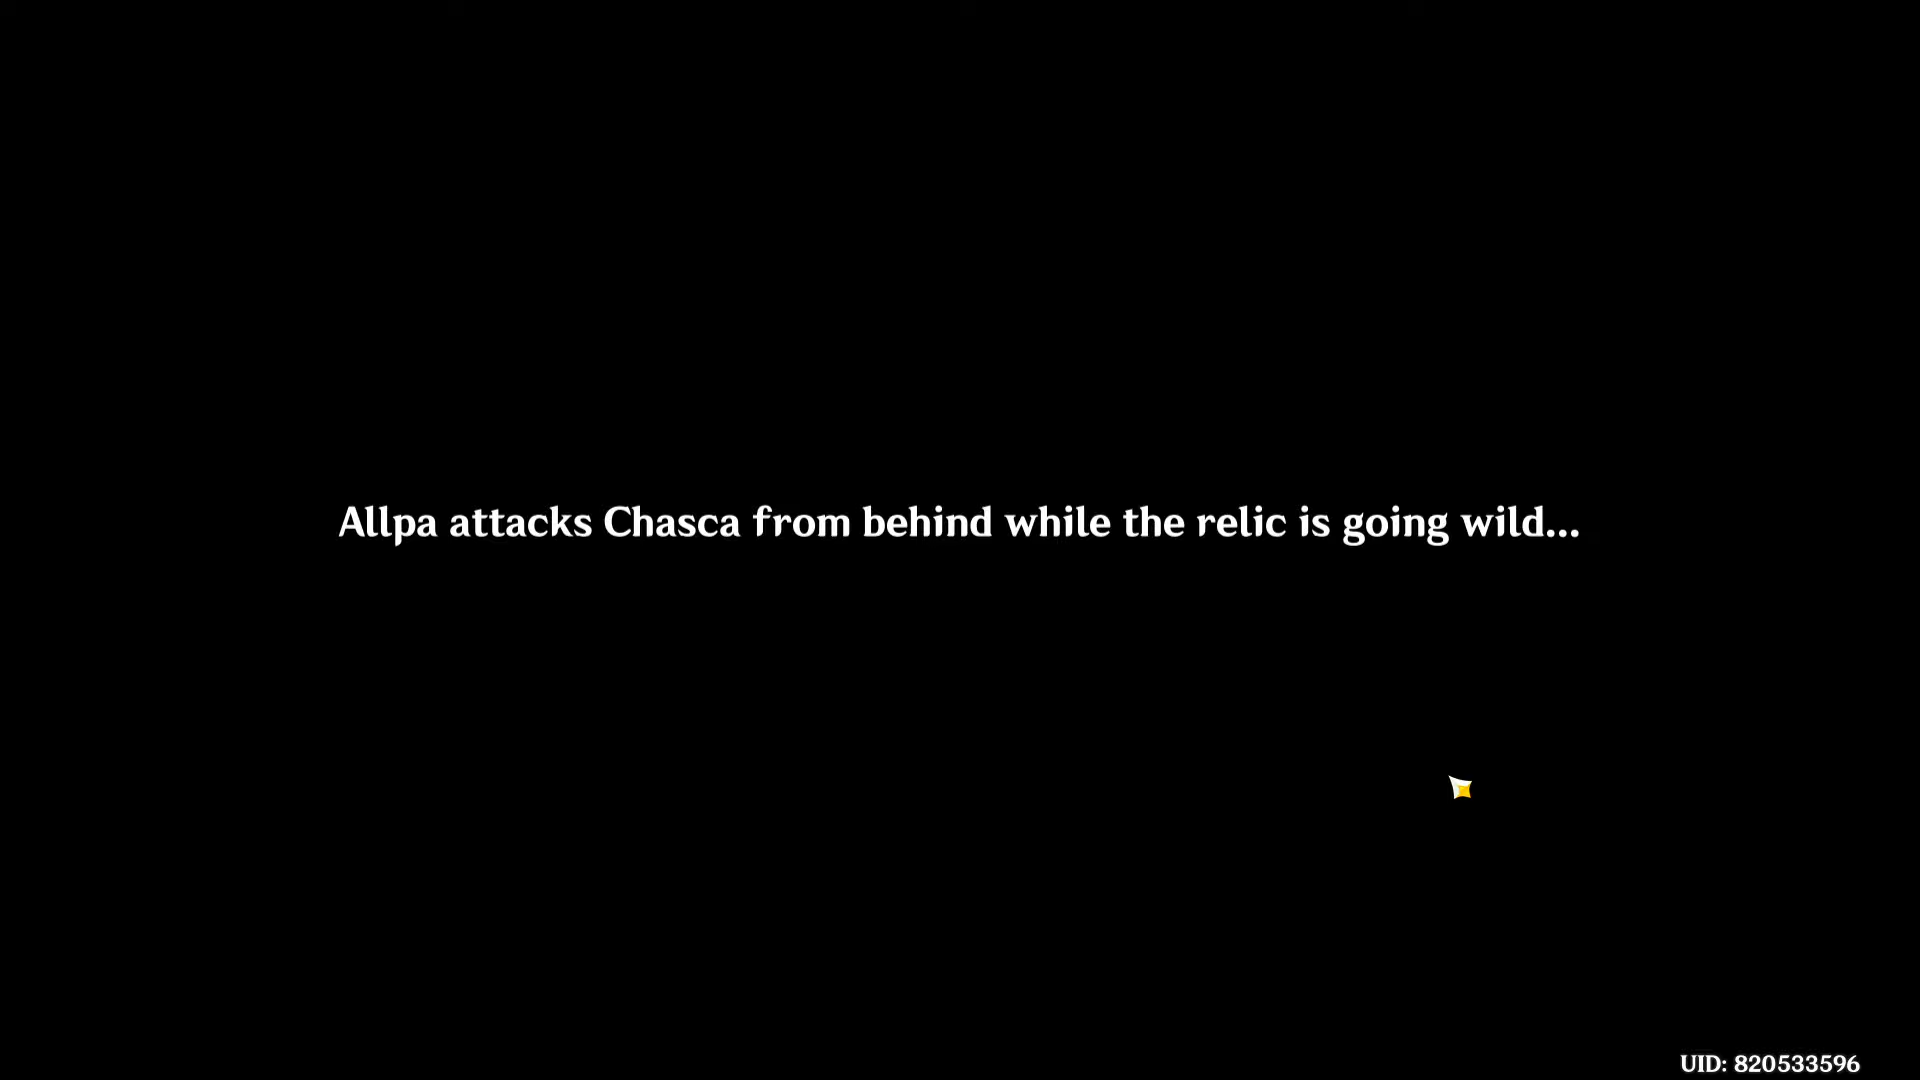 Allpa attacks Chasca from behind while the relic is going wild...
UID: 820533596